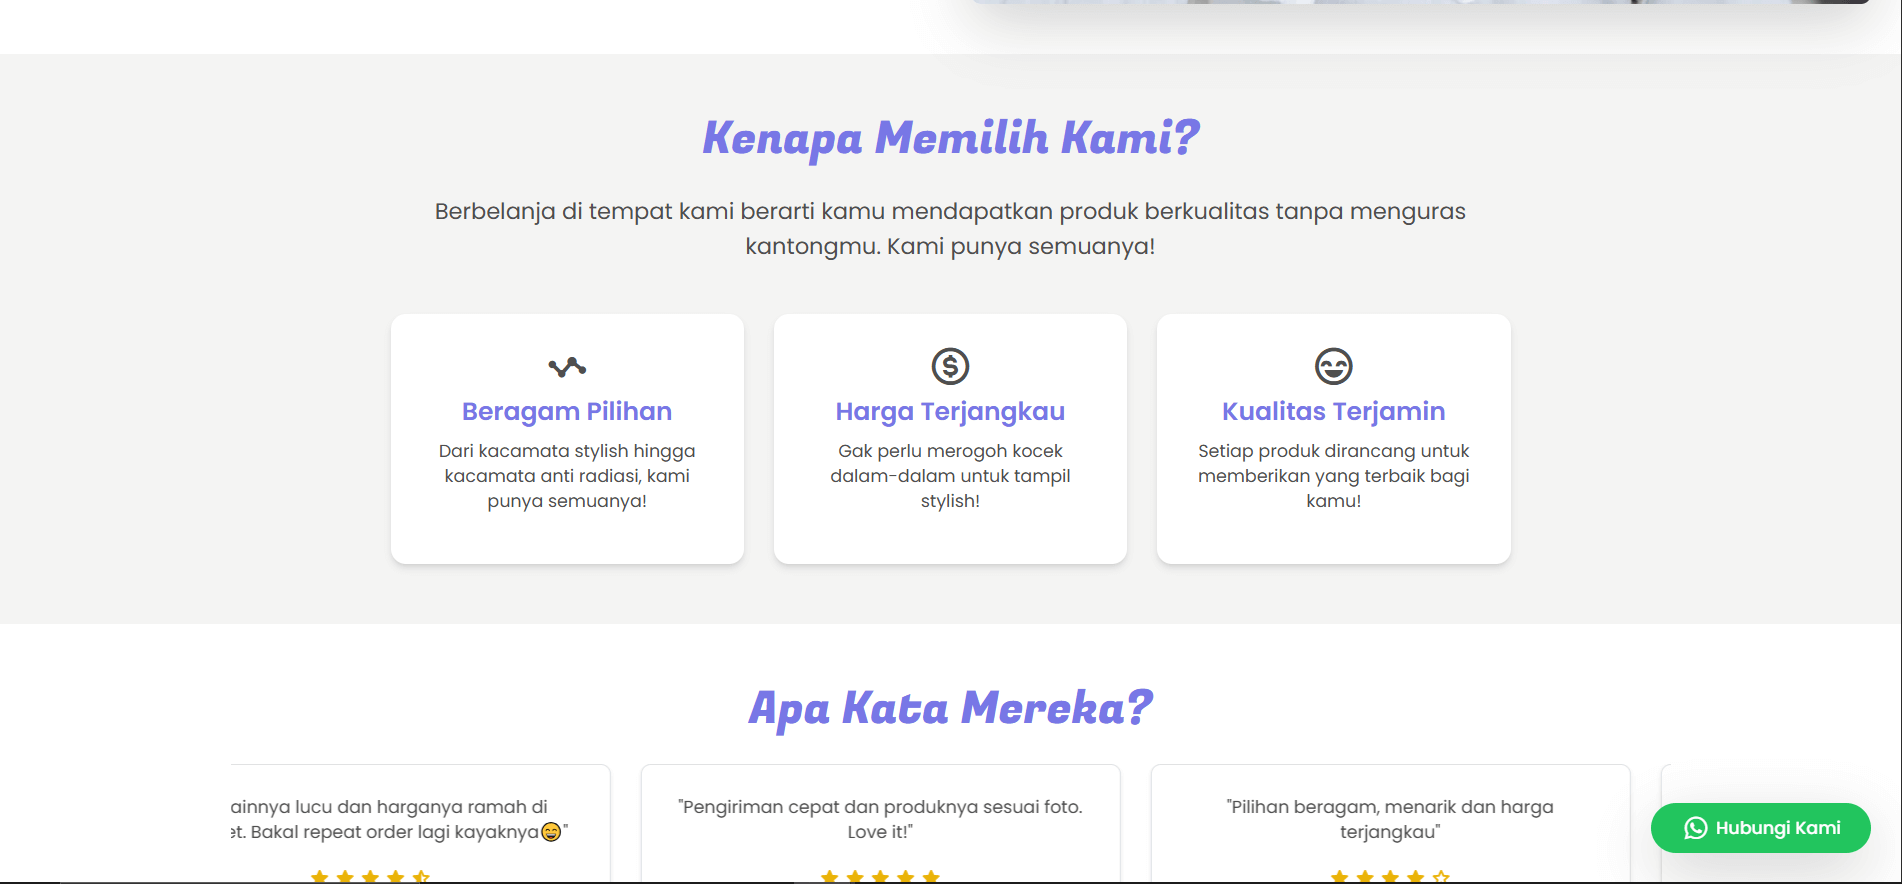 Kenapa Memilih Kami?
Berbelanja di tempat kami berarti kamu mendapatkan produk berkualitas tanpa menguras
kantongmu. Kami punya semuanya!
Beragam Pilihan
Dari kacamata stylish hingga
kacamata anti radiasi, kami
punya semuanya!
Harga Terjangkau
Gak perlu merogoh kocek
dalam-dalam untuk tampil
stylish!
Kualitas Terjamin
Setiap produk dirancang untuk
memberikan yang terbaik bagi
kamu!
Apa Kata Mereka?
lucu dan harganya ramah di
Bakal repeat order lagi kayaknya😄"
"Pengiriman cepat dan produknya sesuai foto.
Love it!"
"Pilihan beragam, menarik dan harga
terjangkau"
Hubungi Kami